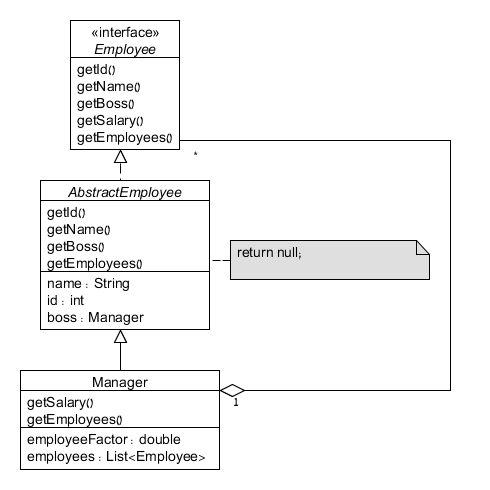 «interface»
Employee
getId()
getName()
getBoss()
getSalary()
getEmployees()
*
AbstractEmployee
getId()
getName()
getBoss()
getEmployees()
return null;
name : String
id : int
boss : Manager
Manager
getSalary()
getEmployees()
1
employeeFactor : double
employees : List<Employee>